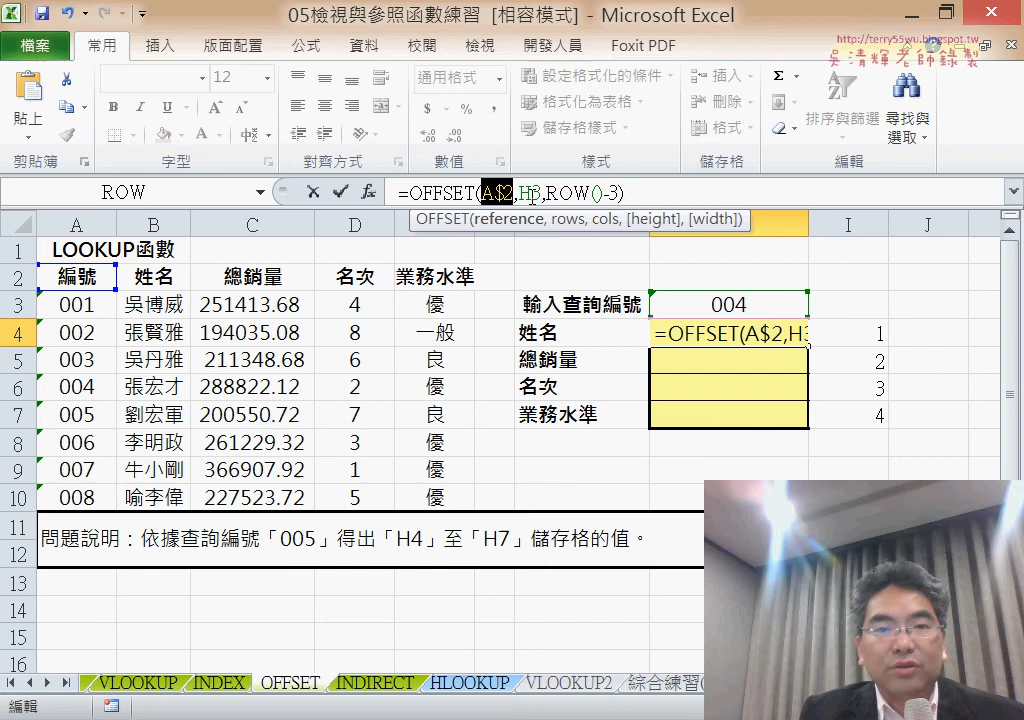 05檢視與參照函數練習 [相容模式] - Microsoft Excel
檔案 常用 插入 版面配置 公式 資料 校閱 檢視 開發人員 Foxit PDF
http://terry55wu.blogspot.tw
吳清輝老師錄製
貼上 12 B I U A A 中 通用格式 $ % , 設定格式化的條件 格式化為表格 儲存格樣式 插入 刪除 格式 Σ 排序與篩選 尋找與選取
剪貼簿 字型 對齊方式 數值 樣式 儲存格 編輯
ROW =OFFSET(A$2,H3,ROW()-3)
OFFSET(reference, rows, cols, [height], [width])
A B C D I J
1 LOOKUP函數
2 編號 姓名 總銷量 名次 業務水準
3 001 吳博威 251413.68 4 優 輸入查詢編號 004
4 002 張賢雅 194035.08 8 一般 姓名 =OFFSET(A$2,H3 1
5 003 吳丹雅 211348.68 6 良 總銷量 2
6 004 張宏才 288822.12 2 優 名次 3
7 005 劉宏軍 200550.72 7 良 業務水準 4
8 006 李明政 261229.32 3 優
9 007 牛小剛 366907.92 1 優
10 008 喻李偉 227523.72 5 優
11
問題說明：依據查詢編號「005」得出「H4」至「H7」儲存格的值。
12
13
14
15
16
VLOOKUP INDEX OFFSET INDIRECT HLOOKUP VLOOKUP2 綜合練習(
編輯